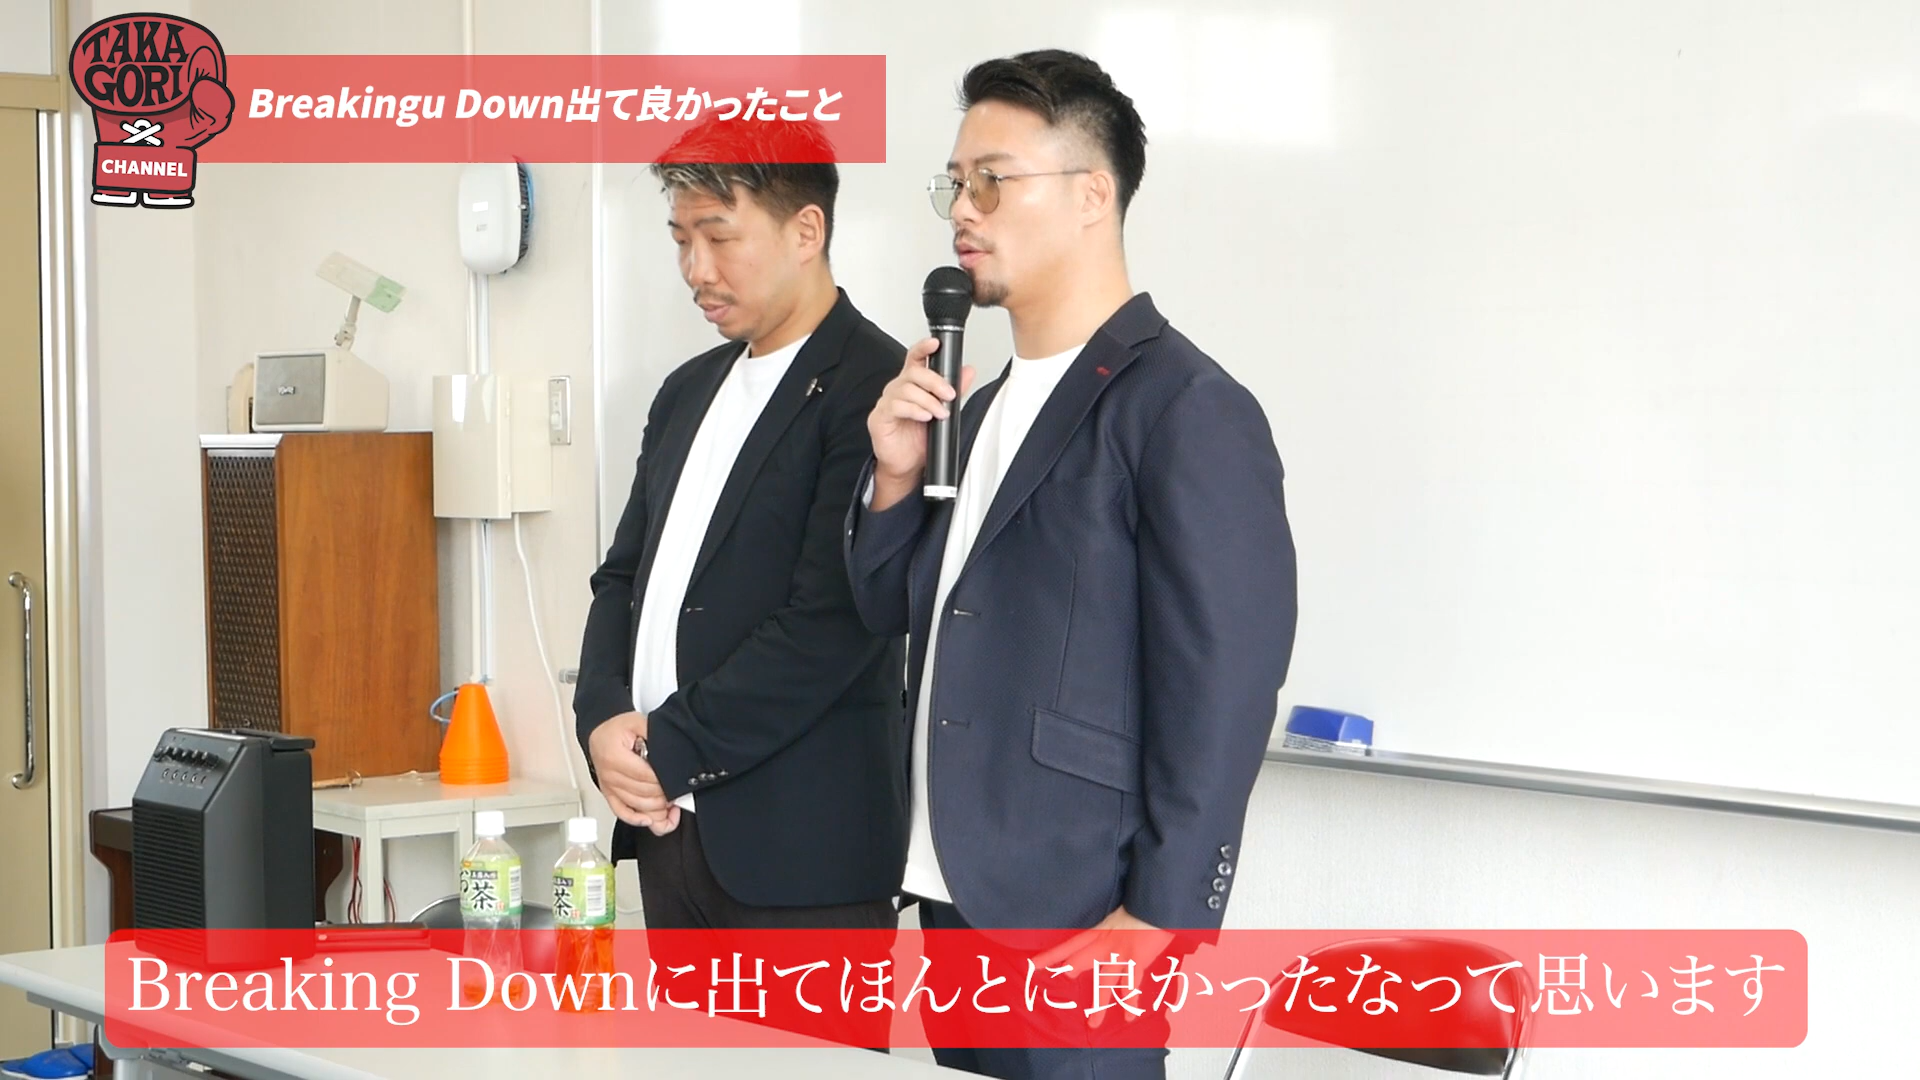 TAKA
GORI
CHANNEL
Breakingu Down出て良かったこと
お茶
茶
Breaking Downに出てほんとに良かったなって思います